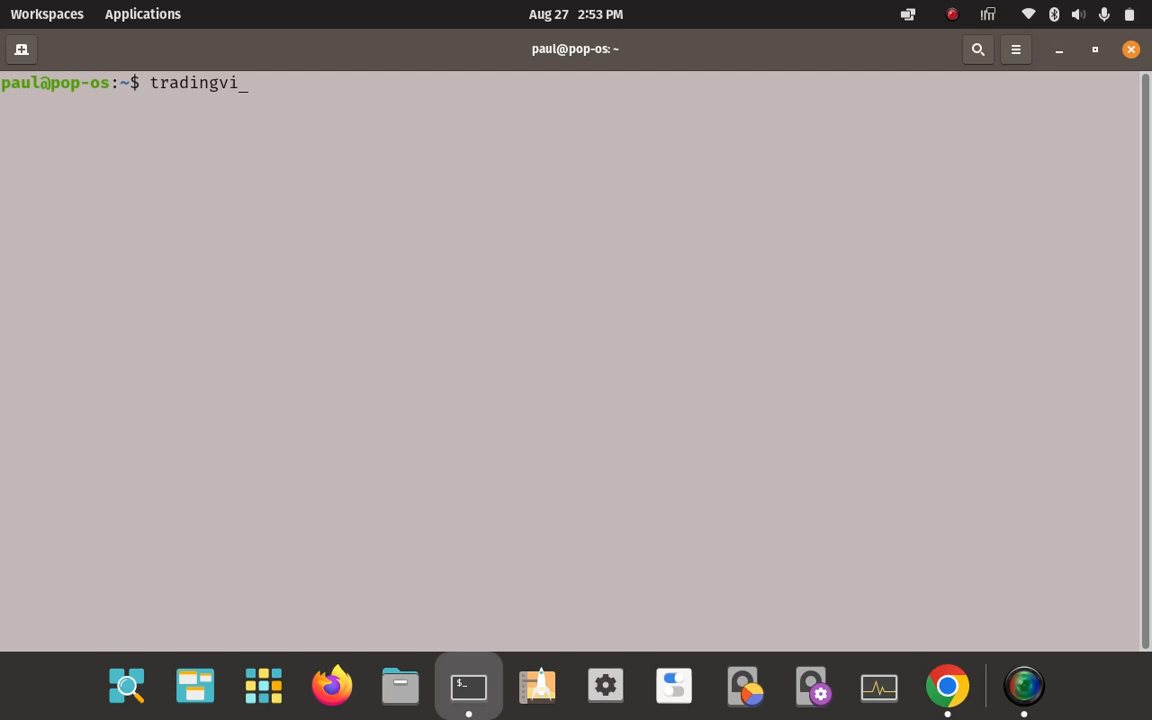 Workspaces Applications Aug 27 2:53 PM
paul@pop-os: ~
paul@pop-os:~$ tradingvi_
$_